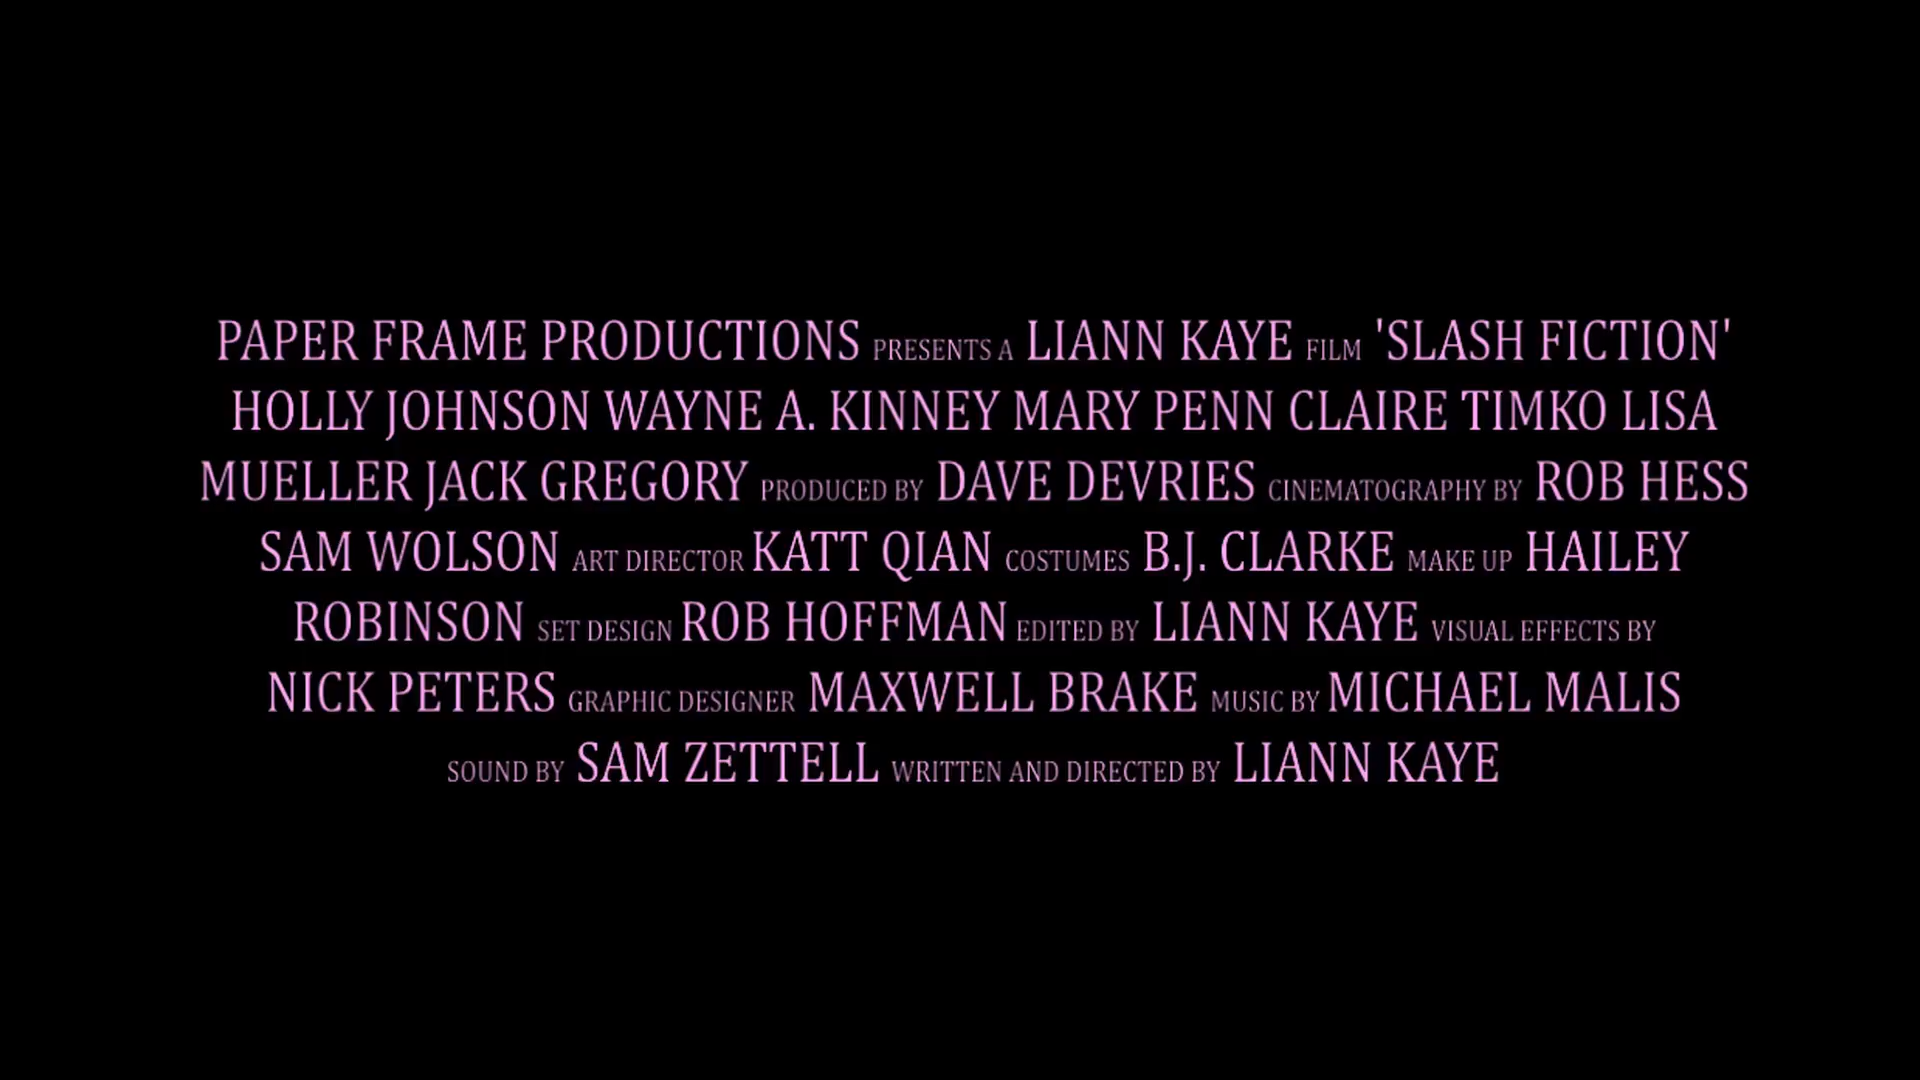 PAPER FRAME PRODUCTIONS PRESENTS A LIANN KAYE FILM 'SLASH FICTION'
HOLLY JOHNSON WAYNE A. KINNEY MARY PENN CLAIRE TIMKO LISA
MUELLER JACK GREGORY PRODUCED BY DAVE DEVRIES CINEMATOGRAPHY BY ROB HESS
SAM WOLSON ART DIRECTOR KATT QIAN COSTUMES B.J. CLARKE MAKE UP HAILEY
ROBINSON SET DESIGN ROB HOFFMAN EDITED BY LIANN KAYE VISUAL EFFECTS BY
NICK PETERS GRAPHIC DESIGNER MAXWELL BRAKE MUSIC BY MICHAEL MALIS
SOUND BY SAM ZETTELL WRITTEN AND DIRECTED BY LIANN KAYE